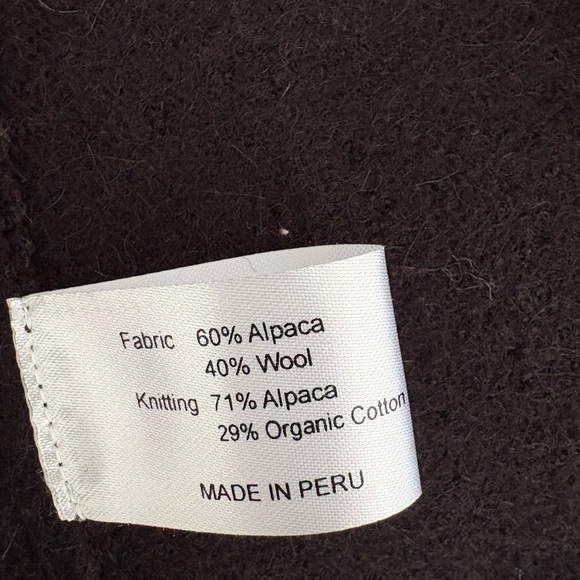 Fabric 60% Alpaca
40% Wool
Knitting 71% Alpaca
29% Organic Cotton
MADE IN PERU